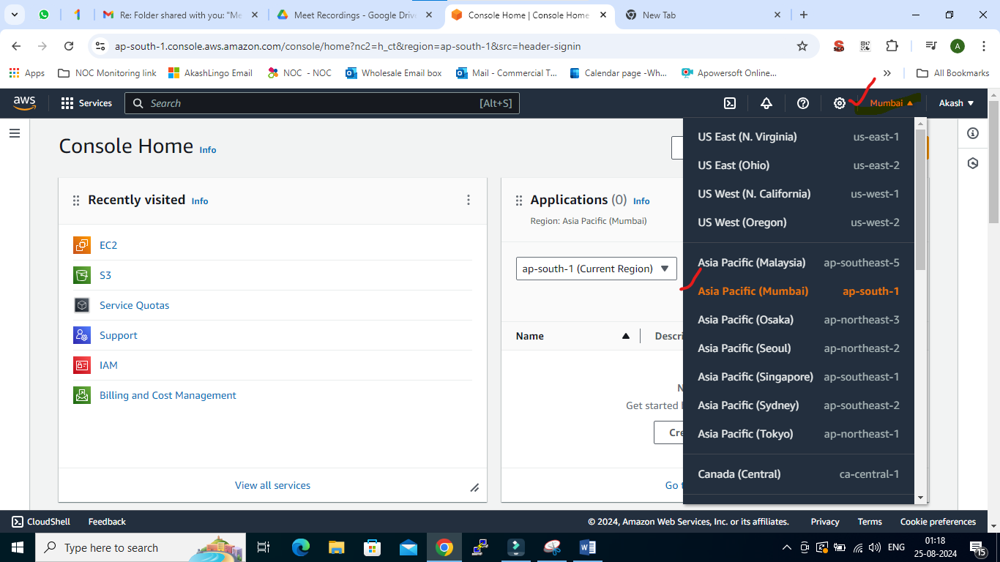 Re: Folder shared with you: "Me
Meet Recordings - Google Drive
Console Home | Console Home
New Tab
ap-south-1.console.aws.amazon.com/console/home?nc2=h_ct&region=ap-south-1&src=header-signin
SEO
A
Apps
NOC Monitoring link
AkashLingo Email
NOC - NOC
Wholesale Email box
Mail - Commercial T...
Calendar page -Wh...
Apowersoft Online...
All Bookmarks
aws
Services
Search
[Alt+S]
Mumbai
Akash
Console Home Info
Recently visited Info
EC2
S3
Service Quotas
Support
IAM
Billing and Cost Management
View all services
Applications (0) Info
Region: Asia Pacific (Mumbai)
ap-south-1 (Current Region)
Name
Descri
N
Get started
Cre
Go t
US East (N. Virginia) us-east-1
US East (Ohio) us-east-2
US West (N. California) us-west-1
US West (Oregon) us-west-2
Asia Pacific (Malaysia) ap-southeast-5
Asia Pacific (Mumbai) ap-south-1
Asia Pacific (Osaka) ap-northeast-3
Asia Pacific (Seoul) ap-northeast-2
Asia Pacific (Singapore) ap-southeast-1
Asia Pacific (Sydney) ap-southeast-2
Asia Pacific (Tokyo) ap-northeast-1
Canada (Central) ca-central-1
CloudShell
Feedback
© 2024, Amazon Web Services, Inc. or its affiliates.
Privacy
Terms
Cookie preferences
Type here to search
ENG
01:18
25-08-2024
15